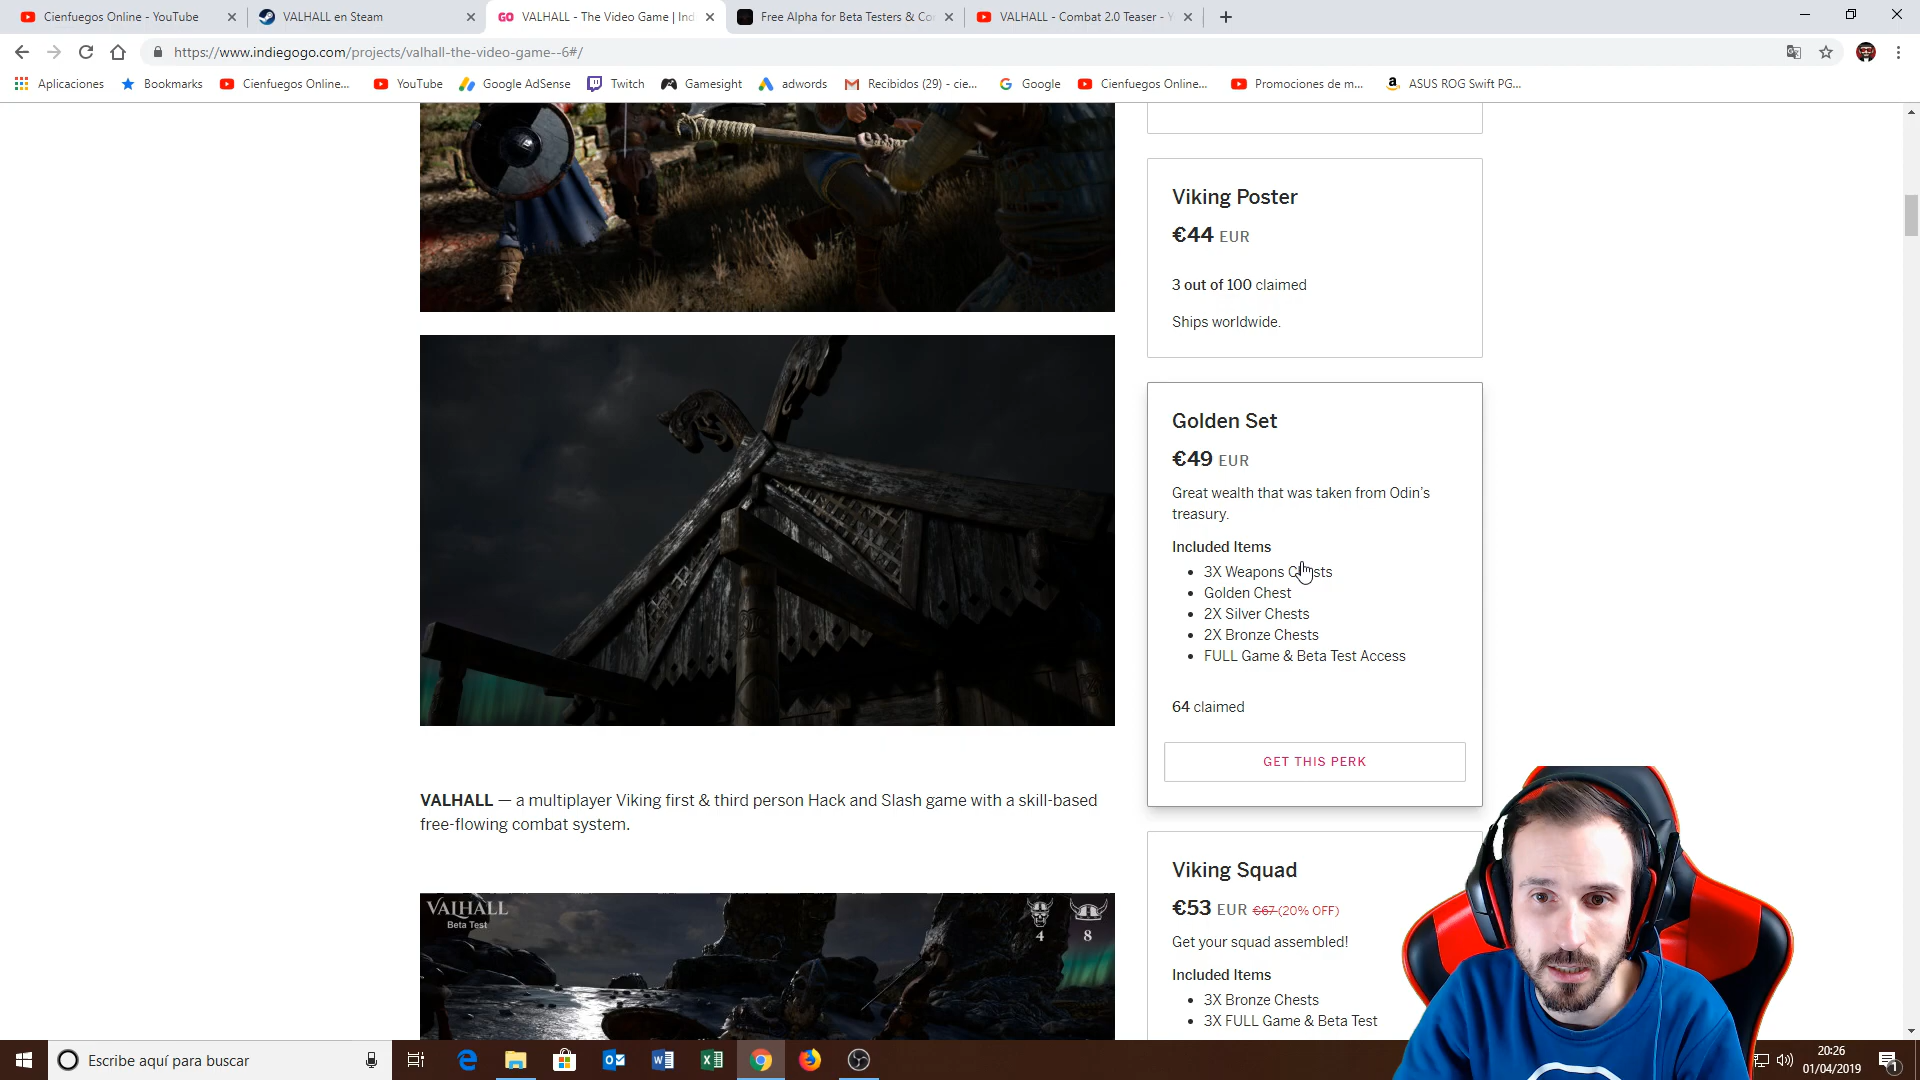 Cienfuegos Online - YouTube
VALHALL en Steam
GO VALHALL - The Video Game | Ind
Free Alpha for Beta Testers & Co
VALHALL - Combat 2.0 Teaser - Y
https://www.indiegogo.com/projects/valhall-the-video-game--6#/
Aplicaciones
Bookmarks
Cienfuegos Online...
YouTube
Google AdSense
Twitch
Gamesight
adwords
Recibidos (29) - cie...
Google
Cienfuegos Online...
Promociones de m...
ASUS ROG Swift PG...
Viking Poster
€44 EUR
3 out of 100 claimed
Ships worldwide.
Golden Set
€49 EUR
Great wealth that was taken from Odin's
treasury.
Included Items
3X Weapons Chests
Golden Chest
2X Silver Chests
2X Bronze Chests
FULL Game & Beta Test Access
64 claimed
GET THIS PERK
VALHALL — a multiplayer Viking first & third person Hack and Slash game with a skill-based
free-flowing combat system.
Viking Squad
€53 EUR €67 (20% OFF)
Get your squad assembled!
Included Items
3X Bronze Chests
3X FULL Game & Beta Test
VALHALL
Beta Test
4
8
Escribe aquí para buscar
20:26
01/04/2019
1